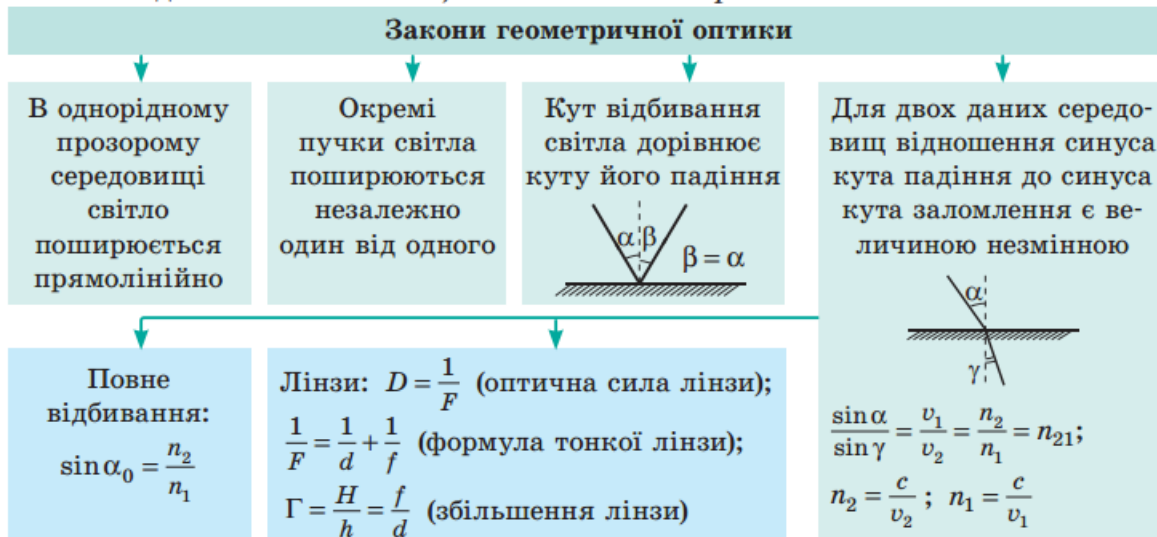 Закони геометричної оптики
В однорідному
прозорому
середовищі
світло
поширюється
прямолінійно
Окремі
пучки світла
поширюються
незалежно
один від одного
Кут відбивання
світла дорівнює
куту його падіння
α β
β = α
Для двох даних середо-
вищ відношення синуса
кута падіння до синуса
кута заломлення є ве-
личиною незмінною
α
γ
sin α / sin γ = v₁ / v₂ = n₂ / n₁ = n₂₁;
n₂ = c / v₂ ; n₁ = c / v₁
Повне
відбивання:
sin α₀ = n₂ / n₁
Лінзи: D = 1 / F (оптична сила лінзи);
1 / F = 1 / d + 1 / f (формула тонкої лінзи);
Г = H / h = f / d (збільшення лінзи)